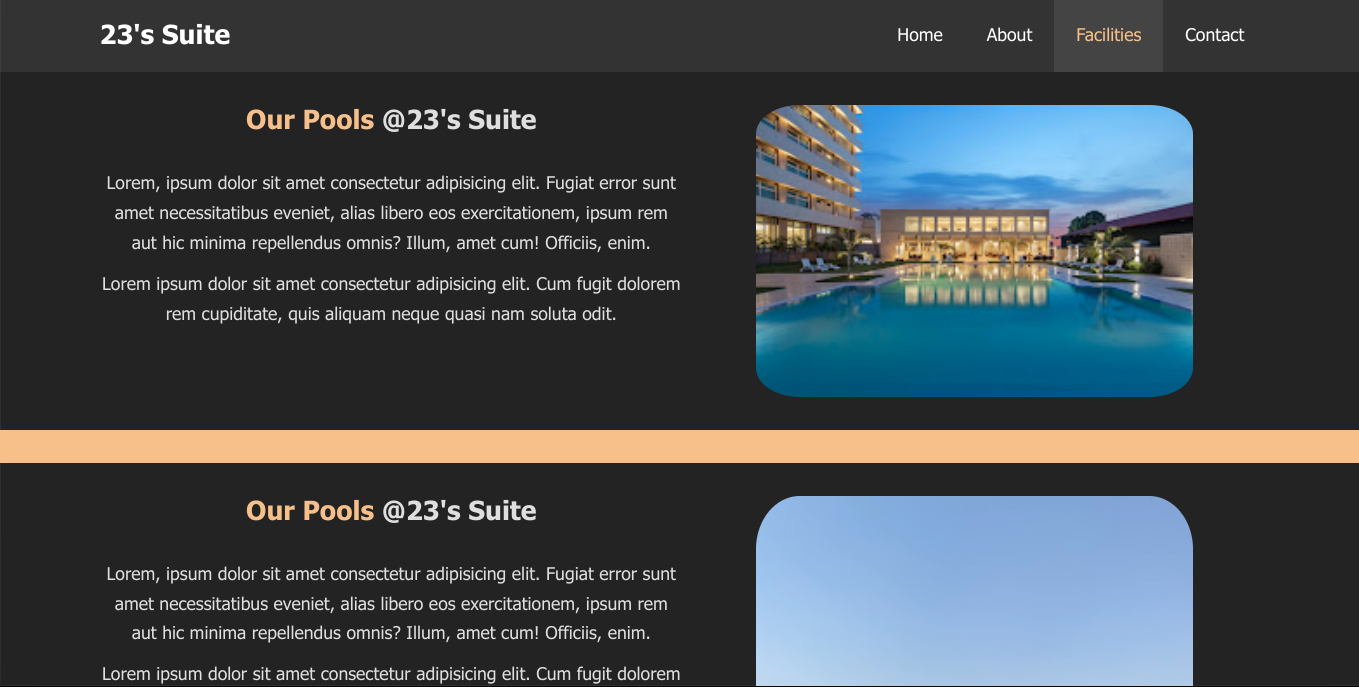 23's Suite
Home About Facilities Contact
Our Pools @23's Suite
Lorem, ipsum dolor sit amet consectetur adipisicing elit. Fugiat error sunt
amet necessitatibus eveniet, alias libero eos exercitationem, ipsum rem
aut hic minima repellendus omnis? Illum, amet cum! Officiis, enim.
Lorem ipsum dolor sit amet consectetur adipisicing elit. Cum fugit dolorem
rem cupiditate, quis aliquam neque quasi nam soluta odit.
Our Pools @23's Suite
Lorem, ipsum dolor sit amet consectetur adipisicing elit. Fugiat error sunt
amet necessitatibus eveniet, alias libero eos exercitationem, ipsum rem
aut hic minima repellendus omnis? Illum, amet cum! Officiis, enim.
Lorem ipsum dolor sit amet consectetur adipisicing elit. Cum fugit dolorem